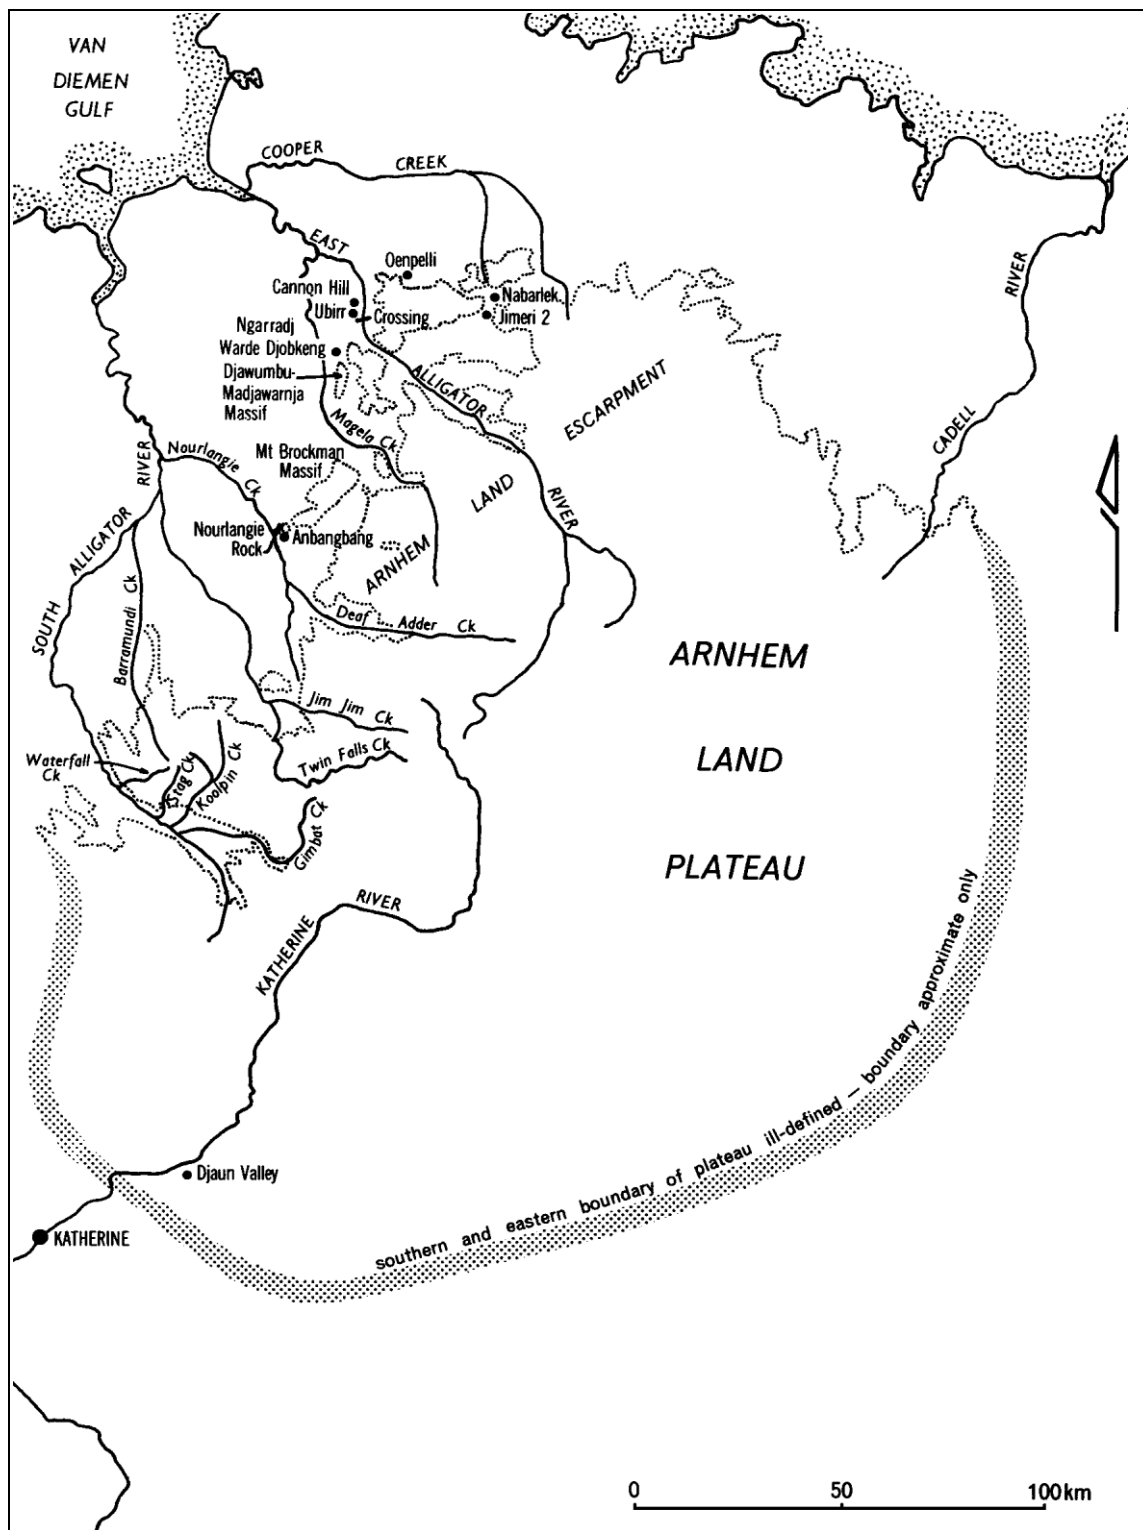 VAN
DIEMEN
GULF
COOPER
CREEK
EAST
Oenpelli
Cannon Hill
Ubirr
Crossing
Nabarlek
Jimeri 2
RIVER
Ngarradj
Warde Djobkeng
Djawumbu-
Madjawarnja
Massif
ALLIGATOR
ESCARPMENT
Magela Ck
CADELL
RIVER
Nourlangie Ck
Mt Brockman
Massif
LAND
RIVER
Nourlangie
Rock
Anbangbang
ALLIGATOR
ARNHEM
SOUTH
Barramundi Ck
Deaf Adder Ck
ARNHEM
LAND
PLATEAU
Jim Jim Ck
Waterfall
Ck
Stag Ck
Koolpin Ck
Twin Falls Ck
Gimbat Ck
KATHERINE
RIVER
southern and eastern boundary of plateau ill-defined — boundary approximate only
Djaun Valley
KATHERINE
0 50 100km